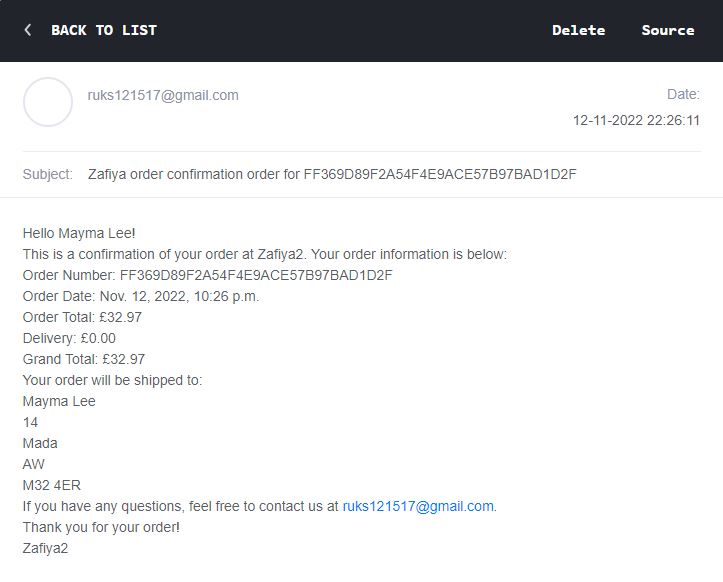 BACK TO LIST Delete Source
ruks121517@gmail.com Date:
12-11-2022 22:26:11
Subject: Zafiya order confirmation order for FF369D89F2A54F4E9ACE57B97BAD1D2F
Hello Mayma Lee!
This is a confirmation of your order at Zafiya2. Your order information is below:
Order Number: FF369D89F2A54F4E9ACE57B97BAD1D2F
Order Date: Nov. 12, 2022, 10:26 p.m.
Order Total: £32.97
Delivery: £0.00
Grand Total: £32.97
Your order will be shipped to:
Mayma Lee
14
Mada
AW
M32 4ER
If you have any questions, feel free to contact us at ruks121517@gmail.com.
Thank you for your order!
Zafiya2